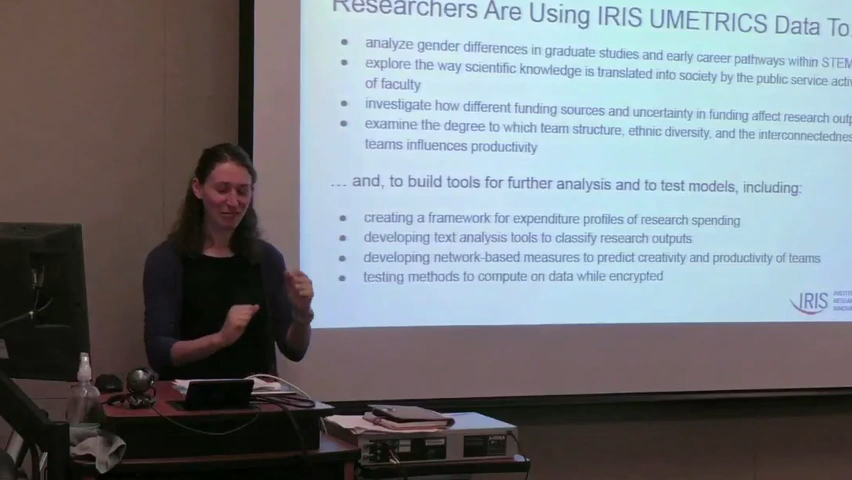 Researchers Are Using IRIS UMETRICS Data To
analyze gender differences in graduate studies and early career pathways within STEM
explore the way scientific knowledge is translated into society by the public service
of faculty
investigate how different funding sources and uncertainty in funding affect research
examine the degree to which team structure, ethnic diversity, and the
teams influences productivity
… and, to build tools for further analysis and to test models, including:
creating a framework for expenditure profiles of research spending
developing text analysis tools to classify research outputs
developing network-based measures to predict creativity and productivity of teams
testing methods to compute on data while encrypted
IRIS